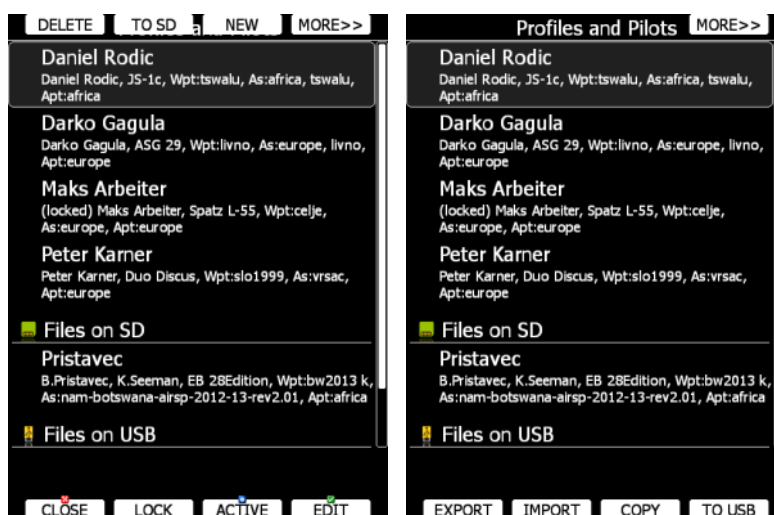 DELETE TO SD NEW MORE>>
Daniel Rodic
Daniel Rodic, JS-1c, Wpt:tswalu, As:africa, tswalu,
Apt:africa
Darko Gagula
Darko Gagula, ASG 29, Wpt:livno, As:europe, livno,
Apt:europe
Maks Arbeiter
(locked) Maks Arbeiter, Spatz L-55, Wpt:celje,
As:europe, Apt:europe
Peter Karner
Peter Karner, Duo Discus, Wpt:slo1999, As:vrsac,
Apt:europe
Files on SD
Pristavec
B.Pristavec, K.Seeman, EB 28Edition, Wpt:bw2013 k,
As:nam-botswana-airsp-2012-13-rev2.01, Apt:africa
Files on USB
CLOSE LOCK ACTIVE EDIT
Profiles and Pilots MORE>>
Daniel Rodic
Daniel Rodic, JS-1c, Wpt:tswalu, As:africa, tswalu,
Apt:africa
Darko Gagula
Darko Gagula, ASG 29, Wpt:livno, As:europe, livno,
Apt:europe
Maks Arbeiter
(locked) Maks Arbeiter, Spatz L-55, Wpt:celje,
As:europe, Apt:europe
Peter Karner
Peter Karner, Duo Discus, Wpt:slo1999, As:vrsac,
Apt:europe
Files on SD
Pristavec
B.Pristavec, K.Seeman, EB 28Edition, Wpt:bw2013 k,
As:nam-botswana-airsp-2012-13-rev2.01, Apt:africa
Files on USB
EXPORT IMPORT COPY TO USB